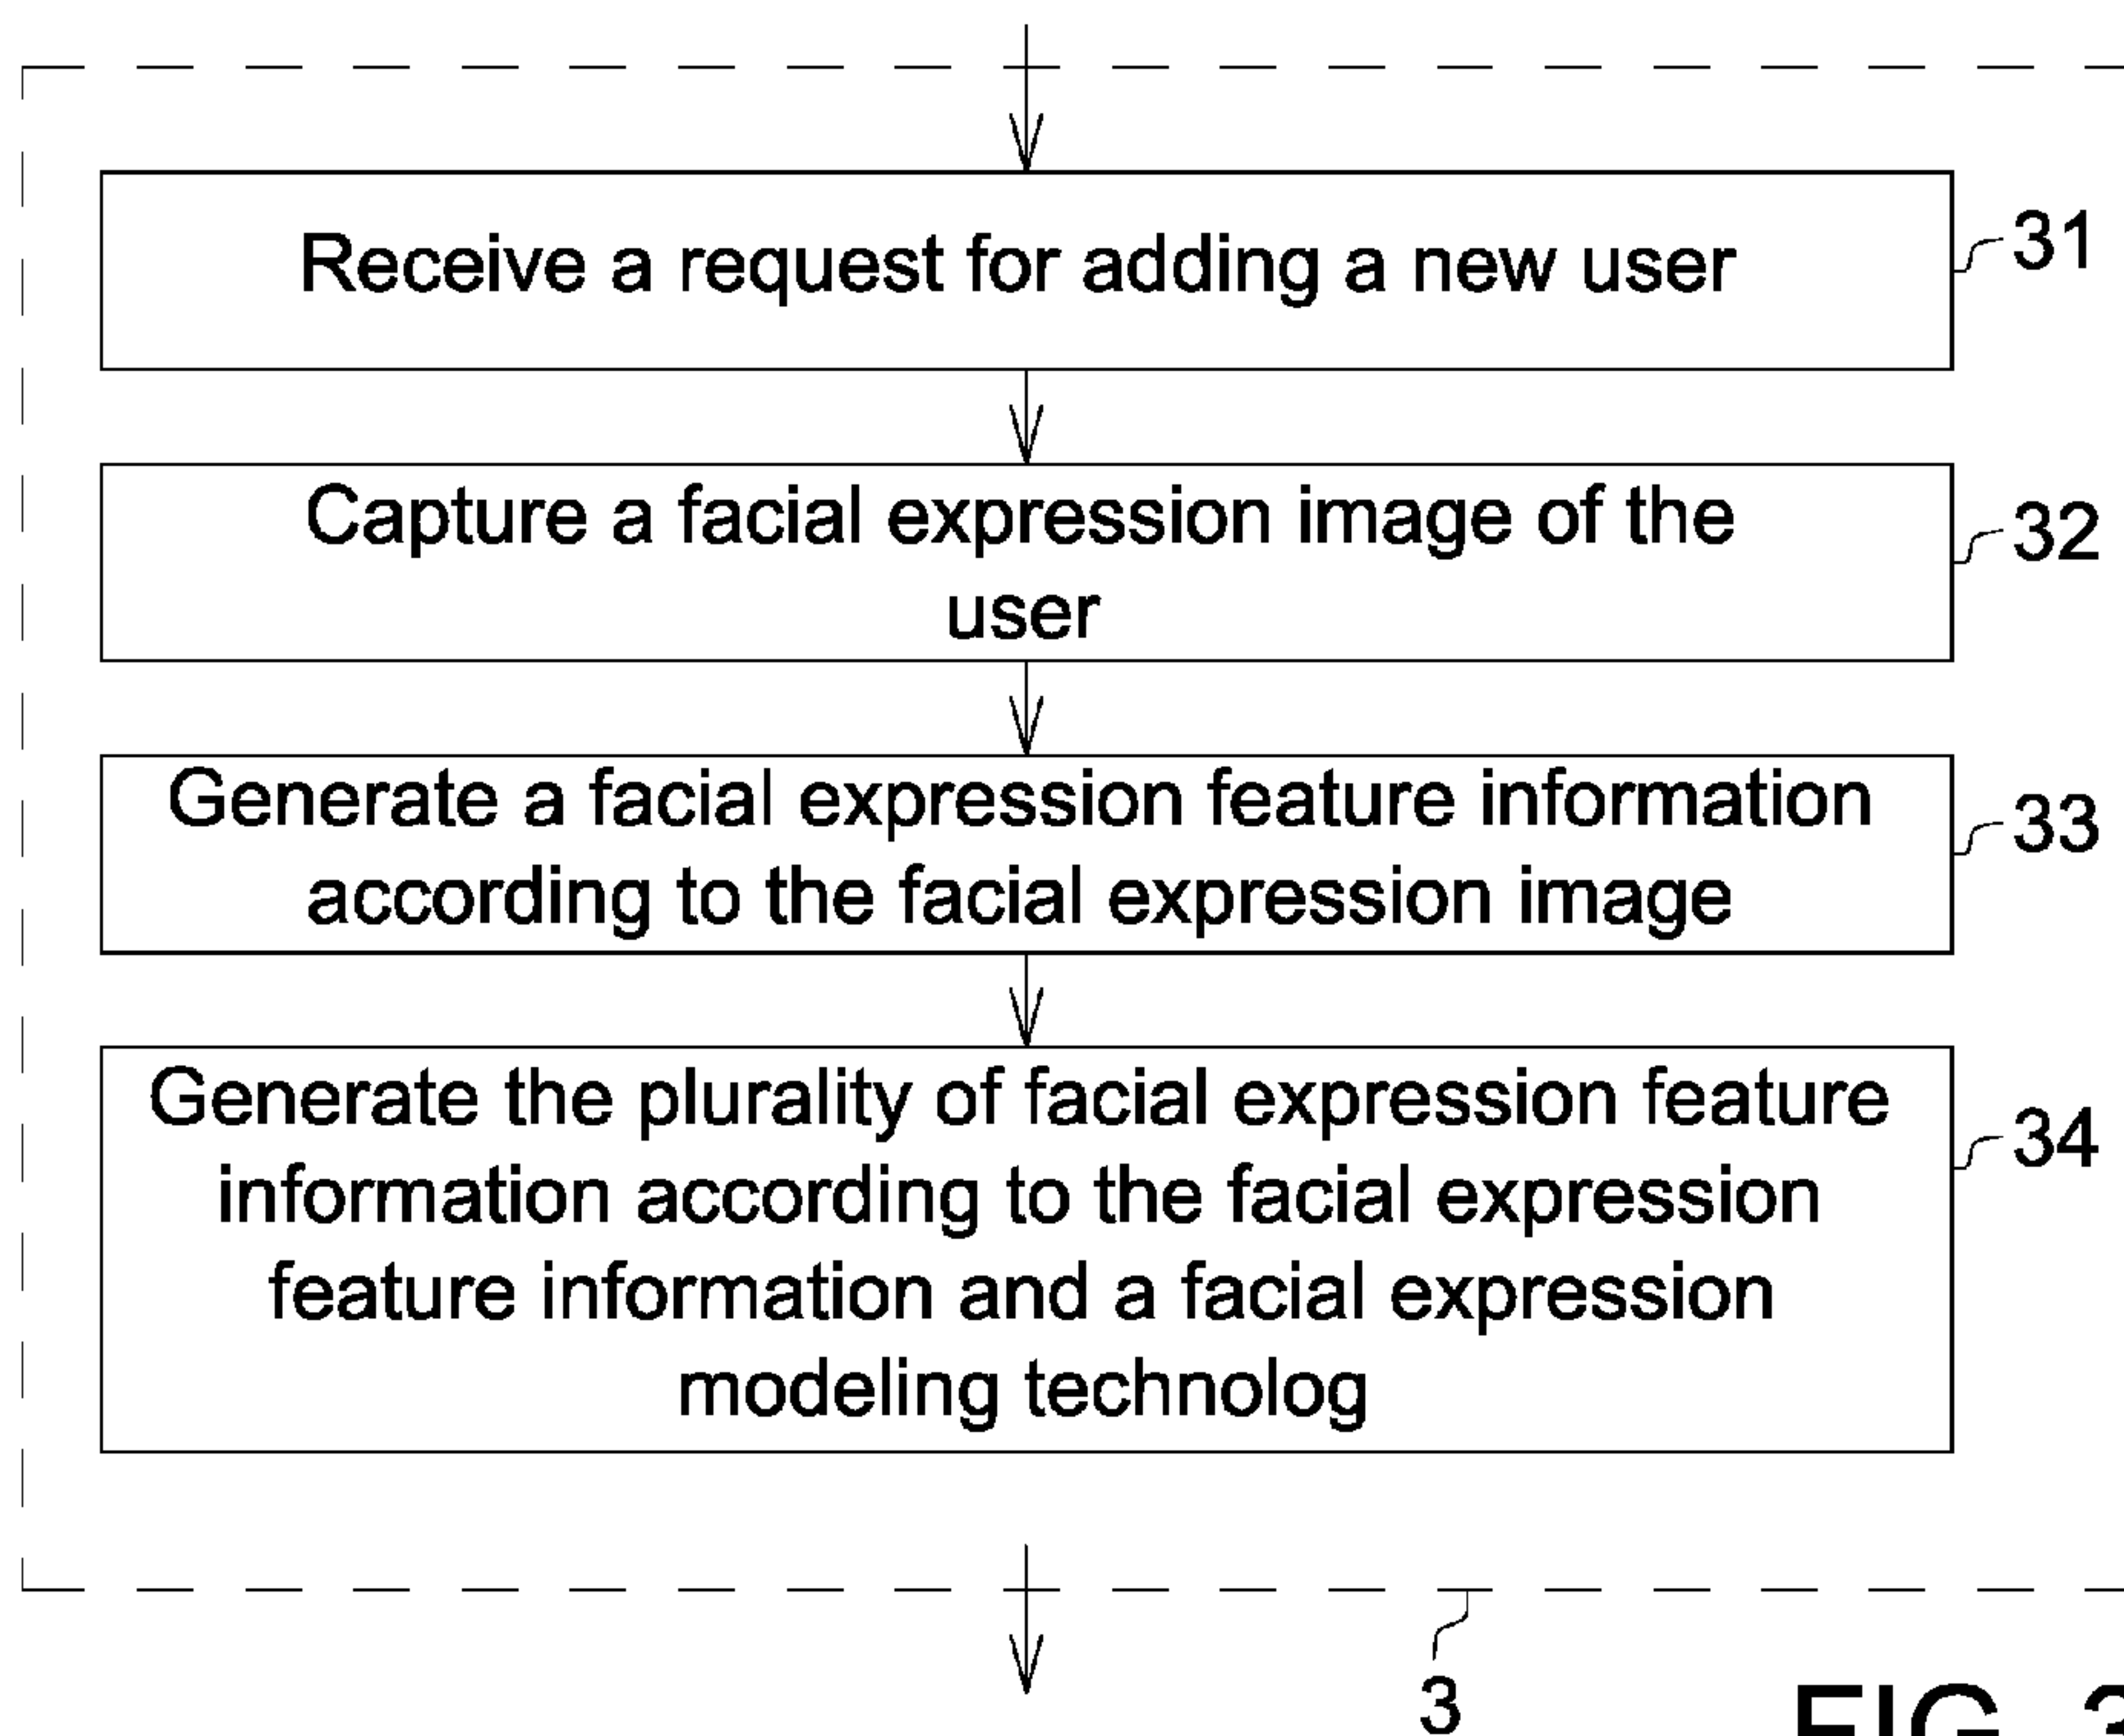 Receive a request for adding a new user
31
Capture a facial expression image of the
user
32
Generate a facial expression feature information
according to the facial expression image
33
Generate the plurality of facial expression feature
information according to the facial expression
feature information and a facial expression
modeling technolog
34
3
FIG.